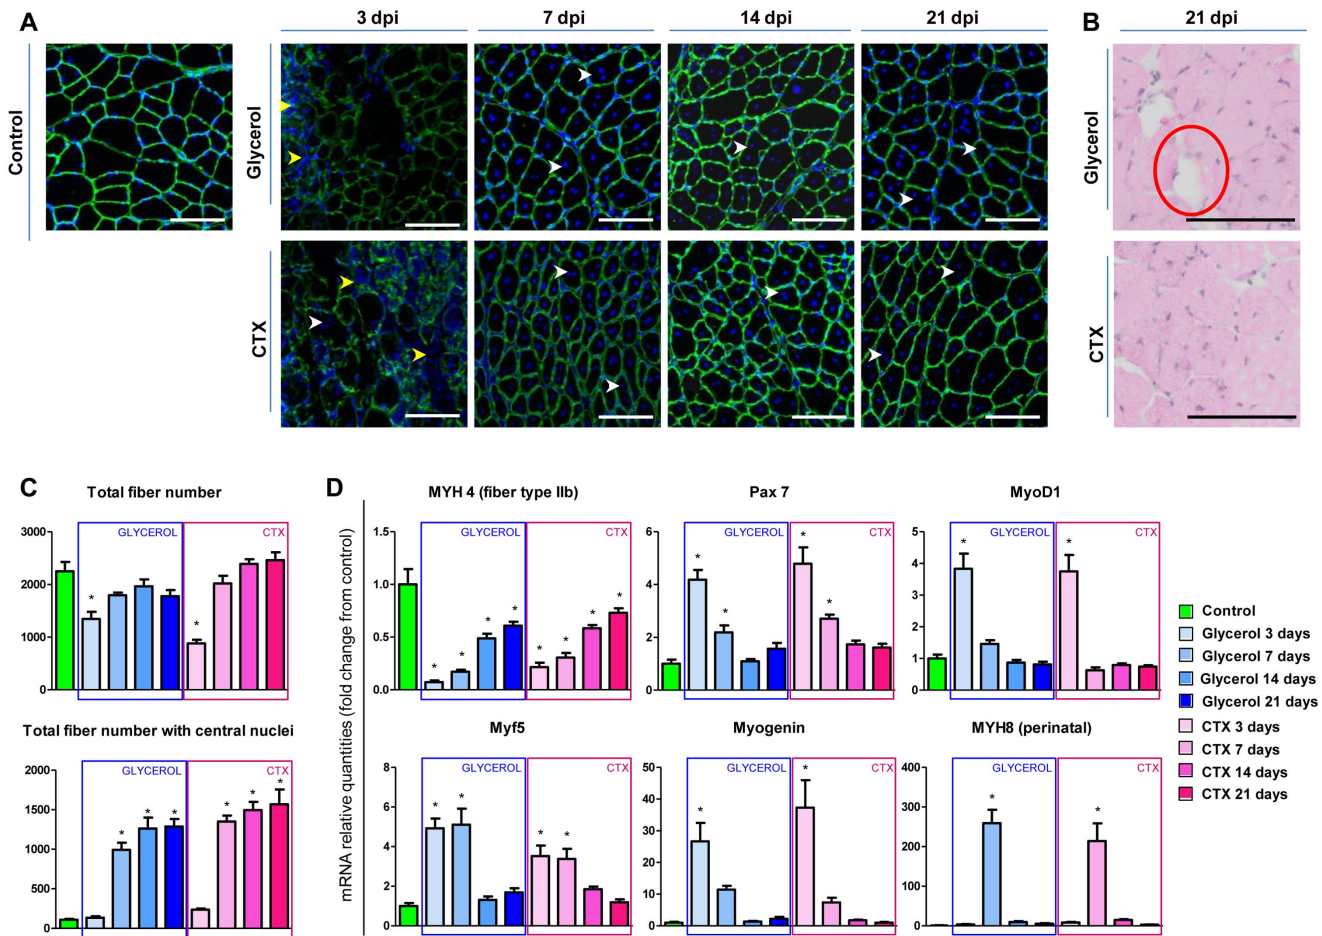 A
3 dpi
7 dpi
14 dpi
21 dpi
B
21 dpi
Control
Glycerol
Glycerol
CTX
CTX
C
Total fiber number
3000
2000
1000
0
GLYCEROL
CTX
*
*
Total fiber number with central nuclei
2000
1500
1000
500
0
GLYCEROL
CTX
* * * * * *
D
mRNA relative quantities (fold change from control)
MYH 4 (fiber type IIb)
1.5
1.0
0.5
0.0
GLYCEROL
CTX
* * * * * * * *
Pax 7
6
4
2
0
GLYCEROL
CTX
* * * *
MyoD1
5
4
3
2
1
0
GLYCEROL
CTX
* *
Myf5
8
6
4
2
0
GLYCEROL
CTX
* * * *
Myogenin
50
40
30
20
10
0
GLYCEROL
CTX
* *
MYH8 (perinatal)
400
300
200
100
0
GLYCEROL
CTX
* *
Control
Glycerol 3 days
Glycerol 7 days
Glycerol 14 days
Glycerol 21 days
CTX 3 days
CTX 7 days
CTX 14 days
CTX 21 days